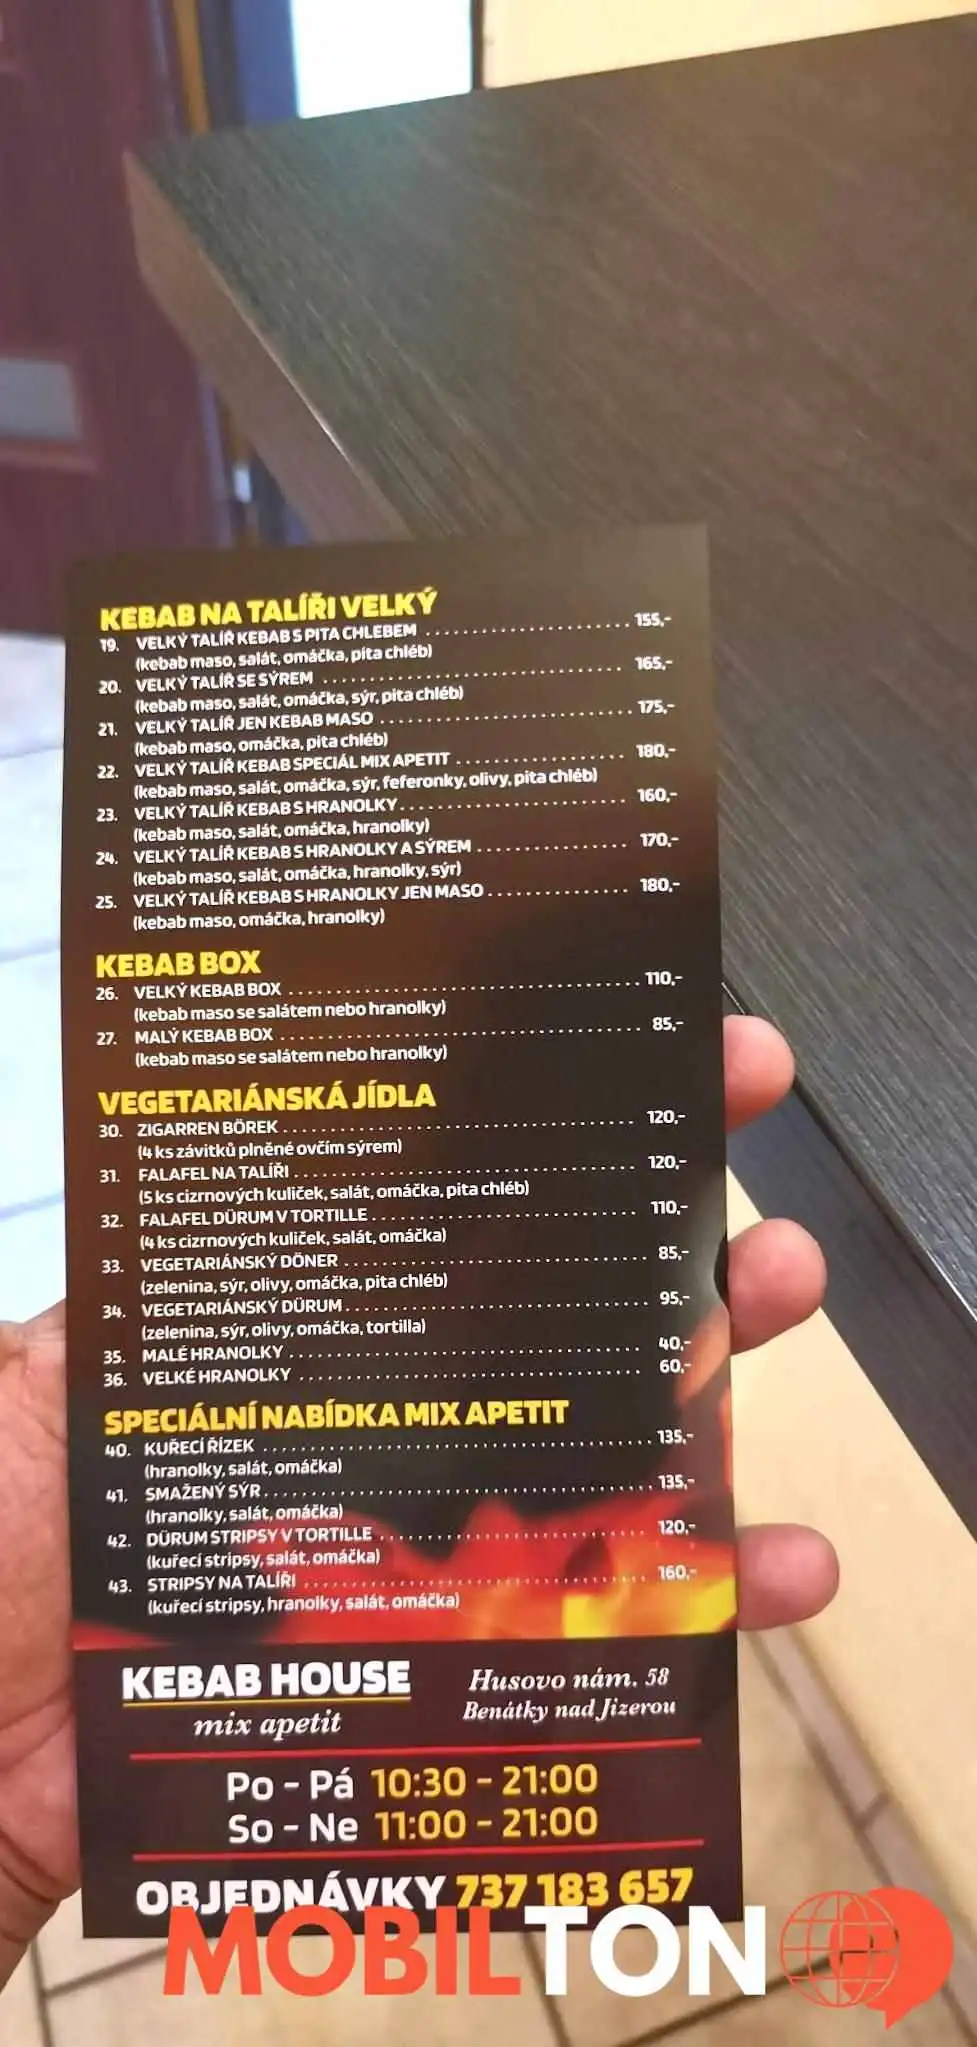 KEBAB NA TALÍŘI VELKÝ
19. VELKÝ TALÍŘ KEBAB S PITA CHLEBEM ........ 155,-
(kebab maso, salát, omáčka, pita chléb)
20. VELKÝ TALÍŘ SE SÝREM ........ 165,-
(kebab maso, salát, omáčka, sýr, pita chléb)
21. VELKÝ TALÍŘ JEN KEBAB MASO ........ 175,-
(kebab maso, omáčka, pita chléb)
22. VELKÝ TALÍŘ KEBAB SPECIÁL MIX APETIT ........ 180,-
(kebab maso, salát, omáčka, sýr, feferonky, olivy, pita chléb)
23. VELKÝ TALÍŘ KEBAB S HRANOLKY ........ 160,-
(kebab maso, salát, omáčka, hranolky)
24. VELKÝ TALÍŘ KEBAB S HRANOLKY A SÝREM ........ 170,-
(kebab maso, salát, omáčka, hranolky, sýr)
25. VELKÝ TALÍŘ KEBAB S HRANOLKY JEN MASO ........ 180,-
(kebab maso, omáčka, hranolky)
KEBAB BOX
26. VELKÝ KEBAB BOX ........ 110,-
(kebab maso se salátem nebo hranolky)
27. MALÝ KEBAB BOX ........ 85,-
(kebab maso se salátem nebo hranolky)
VEGETARIÁNSKÁ JÍDLA
30. ZIGARREN BÖREK ........ 120,-
(4 ks závitků plněné ovčím sýrem)
31. FALAFEL NA TALÍŘI ........ 120,-
(5 ks cizrnových kuliček, salát, omáčka, pita chléb)
32. FALAFEL DÜRUM V TORTILLE ........ 110,-
(4 ks cizrnových kuliček, salát, omáčka)
33. VEGETARIÁNSKÝ DÖNER ........ 85,-
(zelenina, sýr, olivy, omáčka, pita chléb)
34. VEGETARIÁNSKÝ DÜRUM ........ 95,-
(zelenina, sýr, olivy, omáčka, tortilla)
35. MALÉ HRANOLKY ........ 40,-
36. VELKÉ HRANOLKY ........ 60,-
SPECIÁLNÍ NABÍDKA MIX APETIT
40. KUŘECÍ ŘÍZEK ........ 135,-
(hranolky, salát, omáčka)
41. SMAŽENÝ SÝR ........ 135,-
(hranolky, salát, omáčka)
42. DÜRUM STRIPSY V TORTILLE ........ 120,-
(kuřecí stripsy, salát, omáčka)
43. STRIPSY NA TALÍŘI ........ 160,-
(kuřecí stripsy, hranolky, salát, omáčka)
KEBAB HOUSE
mix apetit
Husovo nám. 58
Benátky nad Jizerou
Po - Pá 10:30 - 21:00
So - Ne 11:00 - 21:00
OBJEDNÁVKY 737 183 657
MOBILTON